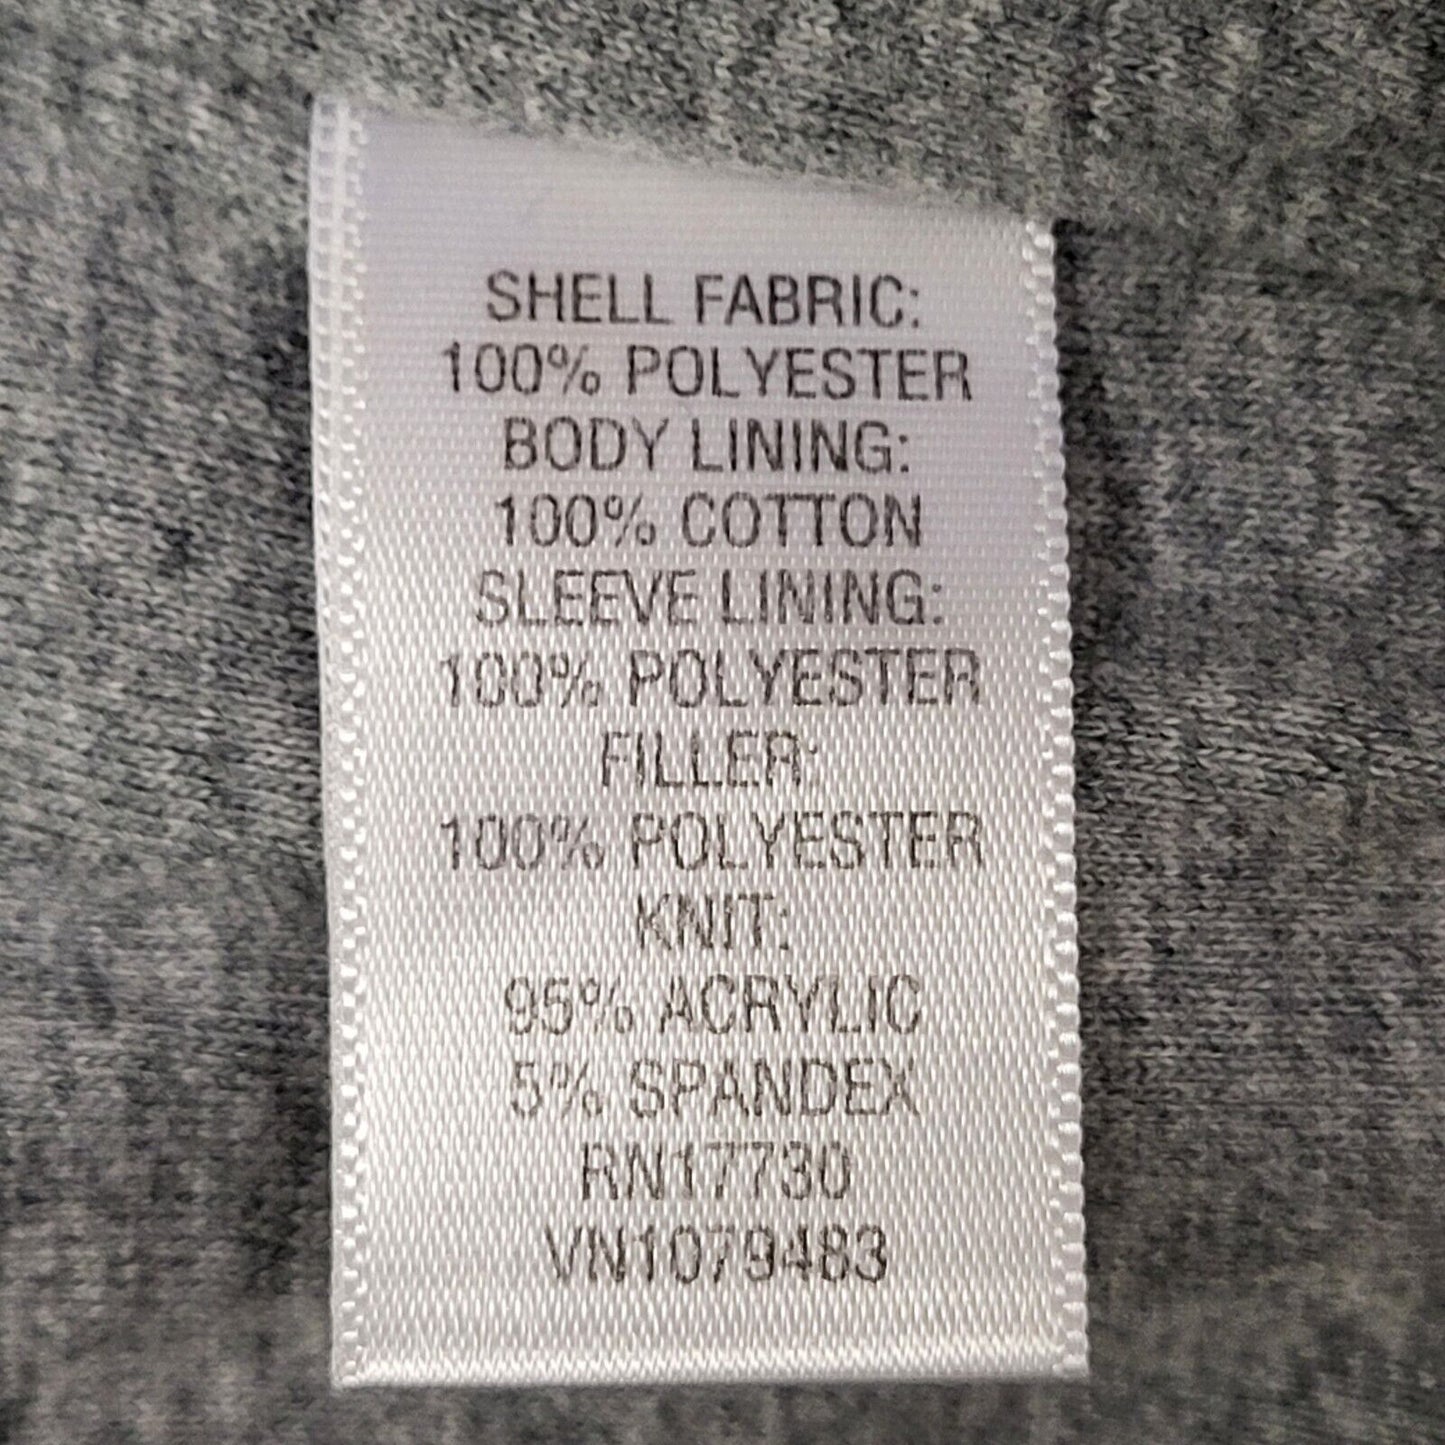 SHELL FABRIC:
100% POLYESTER
BODY LINING:
100% COTTON
SLEEVE LINING:
100% POLYESTER
FILLER:
100% POLYESTER
KNIT:
95% ACRYLIC
5% SPANDEX
RN17730
VN1079483